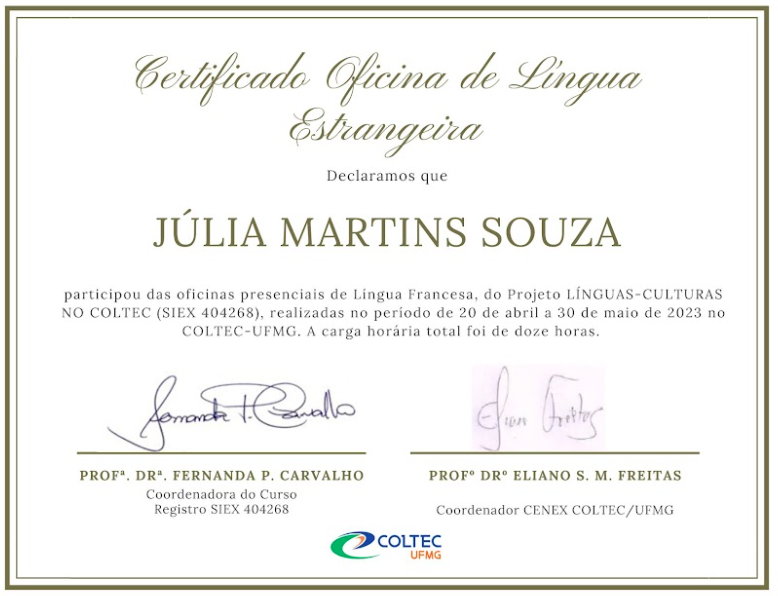 Certificado Oficina de Língua
Estrangeira
Declaramos que
JÚLIA MARTINS SOUZA
participou das oficinas presenciais de Língua Francesa, do Projeto LÍNGUAS-CULTURAS
NO COLTEC (SIEX 404268), realizadas no período de 20 de abril a 30 de maio de 2023 no
COLTEC-UFMG. A carga horária total foi de doze horas.
Fernanda P. Carvalho
Elian Freitas
PROFª. DRª. FERNANDA P. CARVALHO
Coordenadora do Curso
Registro SIEX 404268
PROFº DRº ELIANO S. M. FREITAS
Coordenador CENEX COLTEC/UFMG
COLTEC
UFMG